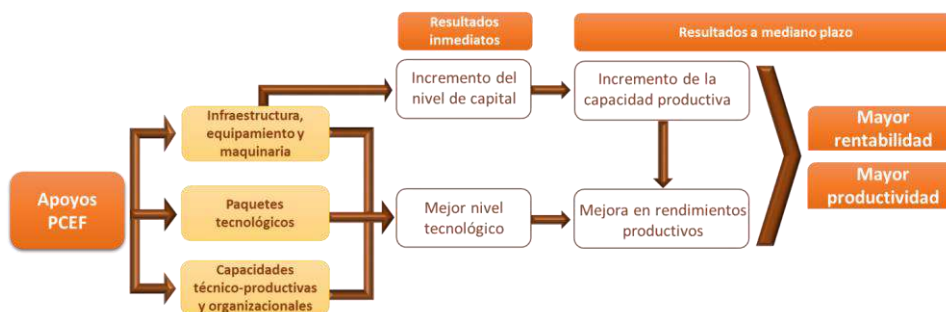 Resultados
inmediatos
Resultados a mediano plazo
Incremento del
nivel de capital
Incremento de la
capacidad productiva
Infraestructura,
equipamiento y
maquinaria
Mayor
rentabilidad
Apoyos
PCEF
Paquetes
tecnológicos
Mejor nivel
tecnológico
Mejora en rendimientos
productivos
Mayor
productividad
Capacidades
técnico-productivas
y organizacionales